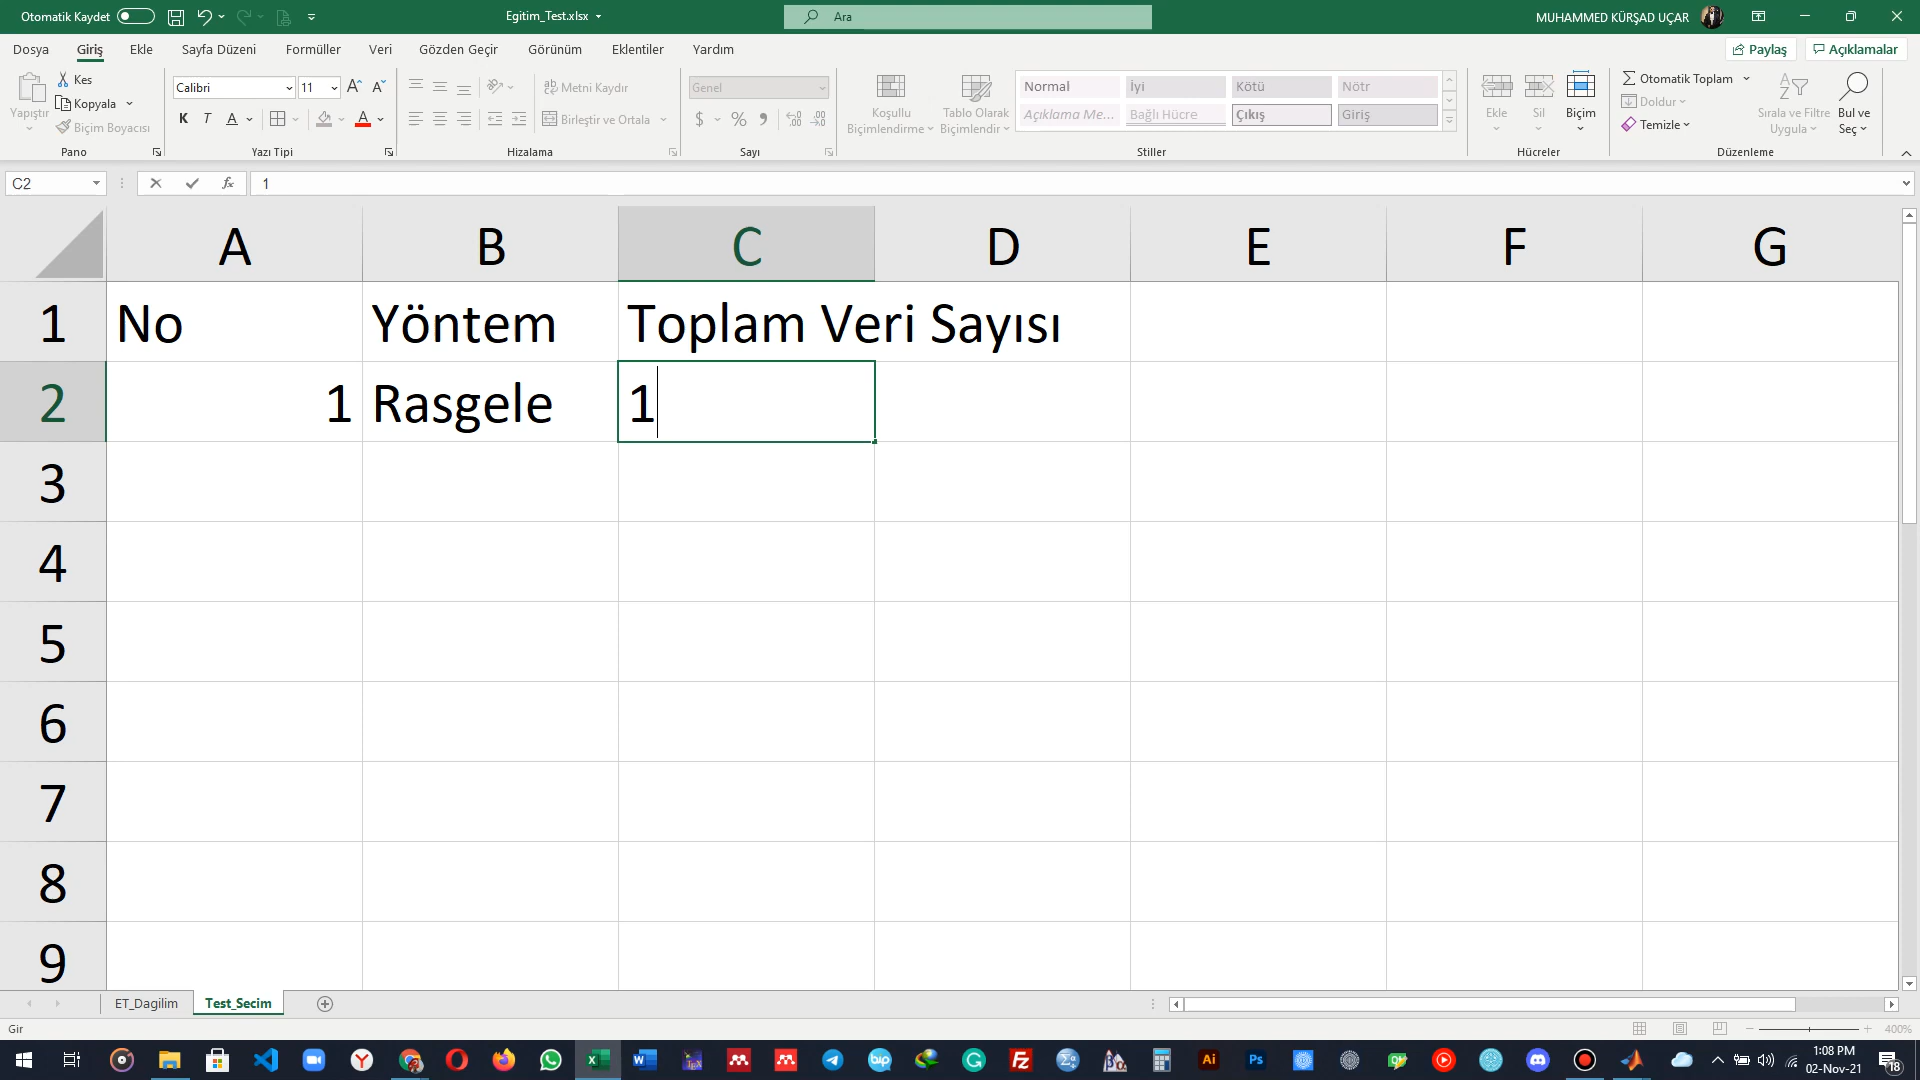 Otomatik Kaydet
Egitim_Test.xlsx
Ara
MUHAMMED KÜRŞAD UÇAR
Dosya Giriş Ekle Sayfa Düzeni Formüller Veri Gözden Geçir Görünüm Eklentiler Yardım
Paylaş Açıklamalar
Yapıştır
Kes
Kopyala
Biçim Boyacısı
Pano
Calibri 11
K T A
Yazı Tipi
Metni Kaydır
Birleştir ve Ortala
Hizalama
Genel
Sayı
Koşullu
Biçimlendirme
Tablo Olarak
Biçimlendir
Normal İyi Kötü Nötr
Açıklama Me... Bağlı Hücre Çıkış Giriş
Stiller
Ekle Sil Biçim
Hücreler
Otomatik Toplam
Doldur
Temizle
Sırala ve Filtre
Uygula
Bul ve
Seç
Düzenleme
C2 fx 1
A B C D E F G
1 No Yöntem Toplam Veri Sayısı
2 1 Rasgele 1
3
4
5
6
7
8
9
ET_Dagilim Test_Secim
Gir
400%
1:08 PM
02-Nov-21
18